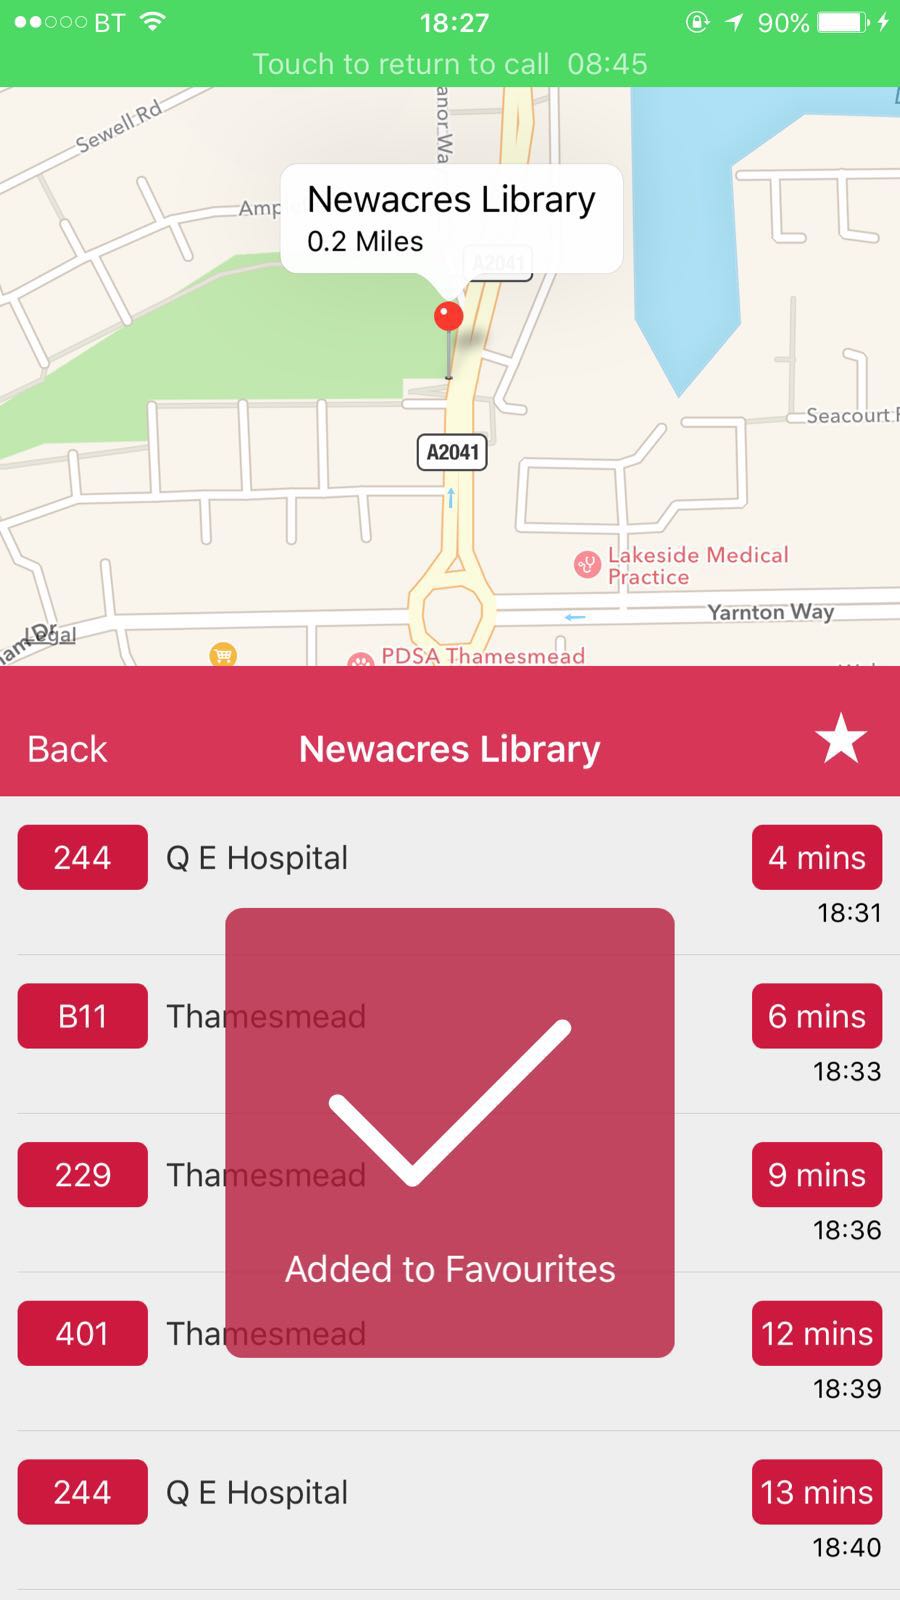 BT
18:27
90%
Touch to return to call 08:45
Sewell Rd
anor Wa
Amp
Newacres Library
0.2 Miles
A2041
A2041
Seacourt
Lakeside Medical
Practice
Yarnton Way
am Dr
Legal
PDSA Thamesmead
Back
Newacres Library
244
Q E Hospital
4 mins
18:31
B11
Thamesmead
6 mins
18:33
229
Thamesmead
9 mins
18:36
Added to Favourites
401
Thamesmead
12 mins
18:39
244
Q E Hospital
13 mins
18:40